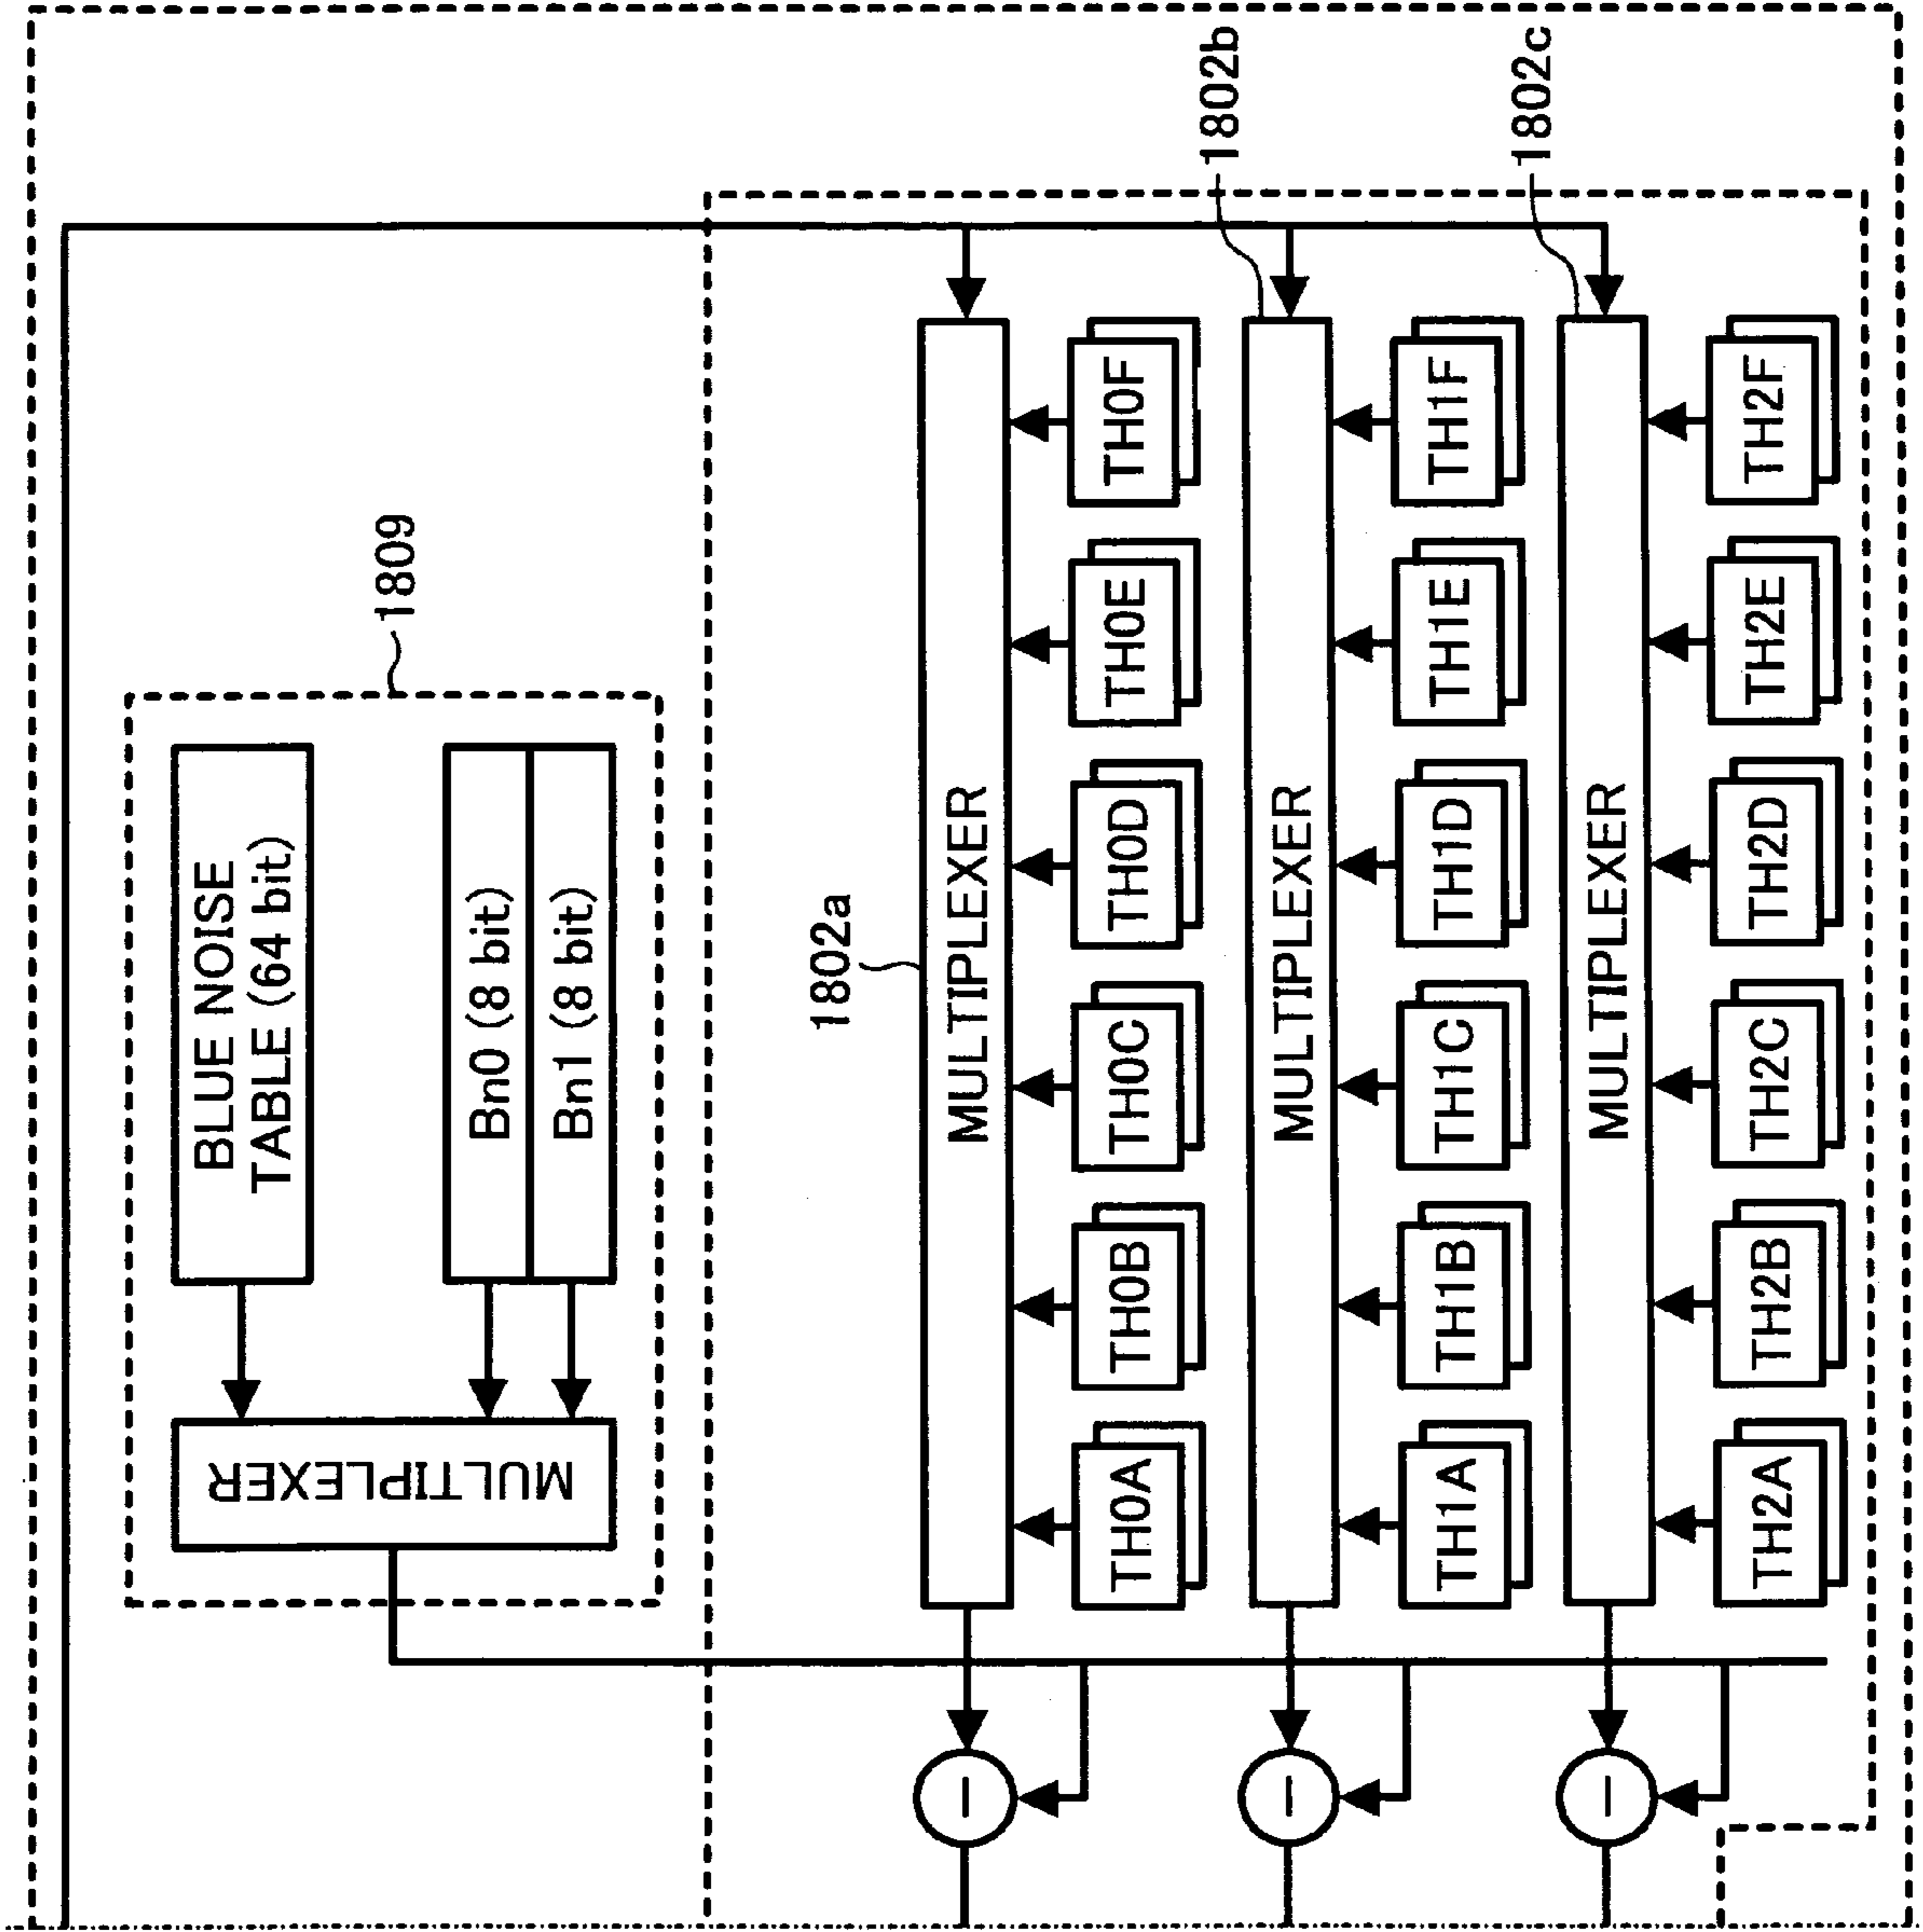 1809
BLUE NOISE
TABLE (64 bit)
Bn0 (8 bit)
Bn1 (8 bit)
MULTIPLEXER
1802a
MULTIPLEXER
TH0A
TH0B
TH0C
TH0D
TH0E
TH0F
1802b
MULTIPLEXER
TH1A
TH1B
TH1C
TH1D
TH1E
TH1F
1802c
MULTIPLEXER
TH2A
TH2B
TH2C
TH2D
TH2E
TH2F